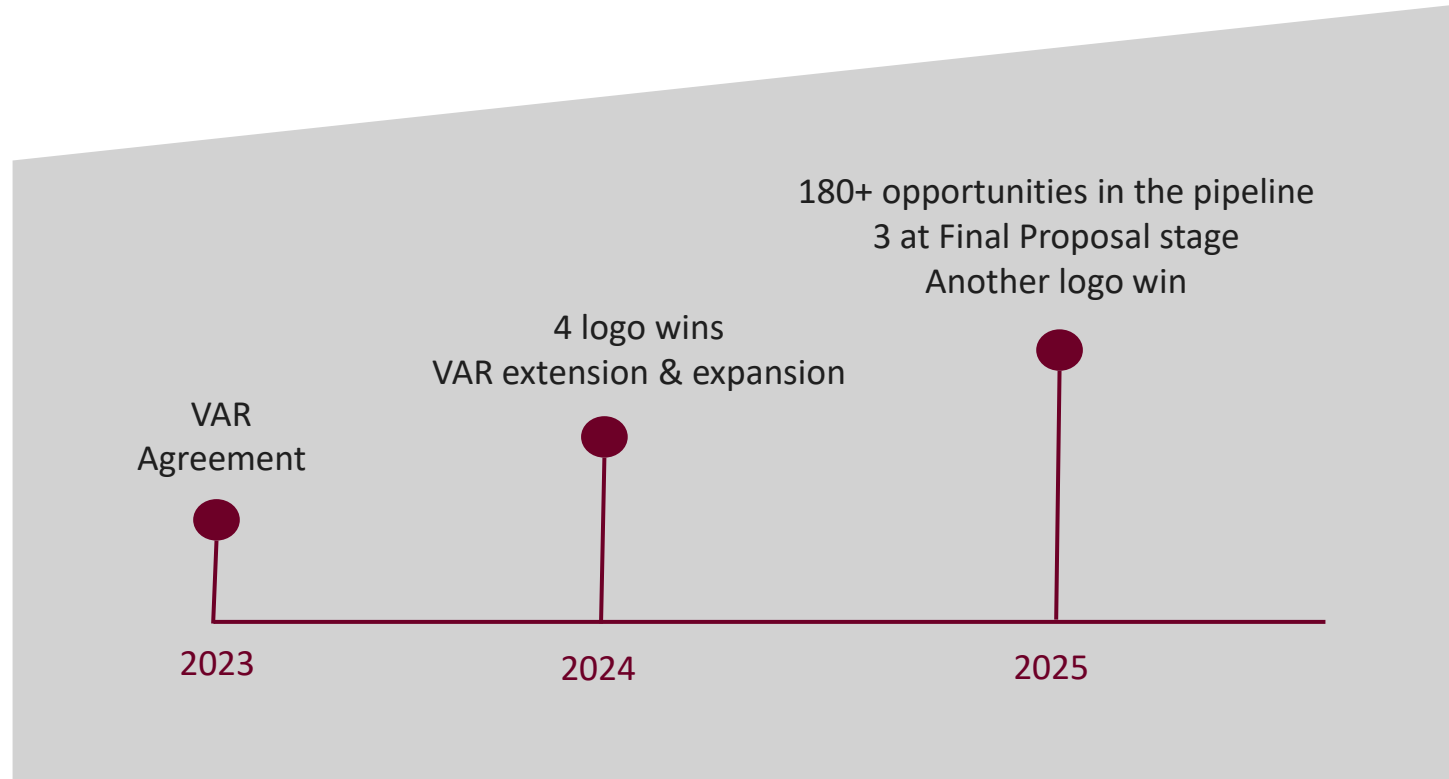 180+ opportunities in the pipeline
3 at Final Proposal stage
Another logo win
4 logo wins
VAR extension & expansion
VAR
Agreement
2023
2024
2025